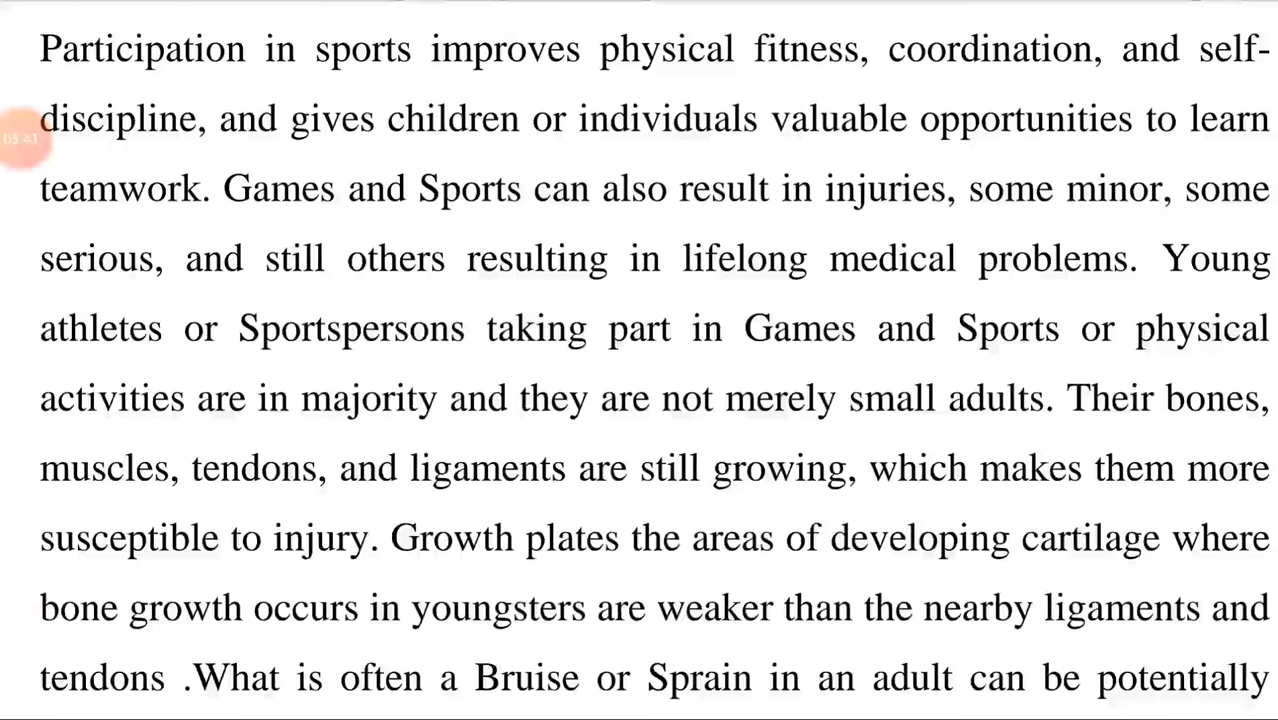 Participation in sports improves physical fitness, coordination, and self-
discipline, and gives children or individuals valuable opportunities to learn
teamwork. Games and Sports can also result in injuries, some minor, some
serious, and still others resulting in lifelong medical problems. Young
athletes or Sportspersons taking part in Games and Sports or physical
activities are in majority and they are not merely small adults. Their bones,
muscles, tendons, and ligaments are still growing, which makes them more
susceptible to injury. Growth plates the areas of developing cartilage where
bone growth occurs in youngsters are weaker than the nearby ligaments and
tendons .What is often a Bruise or Sprain in an adult can be potentially